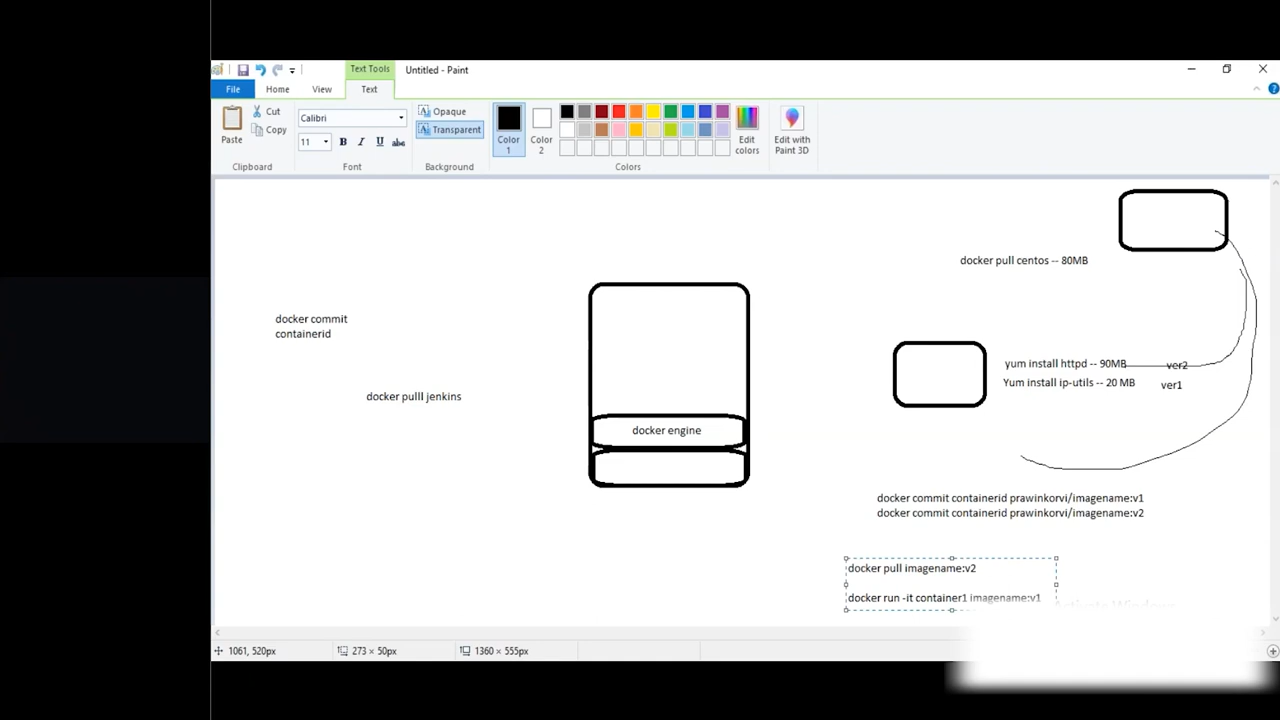 Text Tools
Untitled - Paint
File
Home
View
Text
Paste
Cut
Copy
Clipboard
Calibri
11
B
I
U
abc
Font
Opaque
Transparent
Background
Color
1
Color
2
Edit
colors
Colors
Edit with
Paint 3D
docker pull centos -- 80MB
docker commit
containerid
docker pulll jenkins
docker engine
yum install httpd -- 90MB
ver2
Yum install ip-utils -- 20 MB
ver1
docker commit containerid prawinkorvi/imagename:v1
docker commit containerid prawinkorvi/imagename:v2
docker pull imagename:v2
docker run -it container1 imagename:v1
Activate Windows
1061, 520px
273 × 50px
1360 × 555px